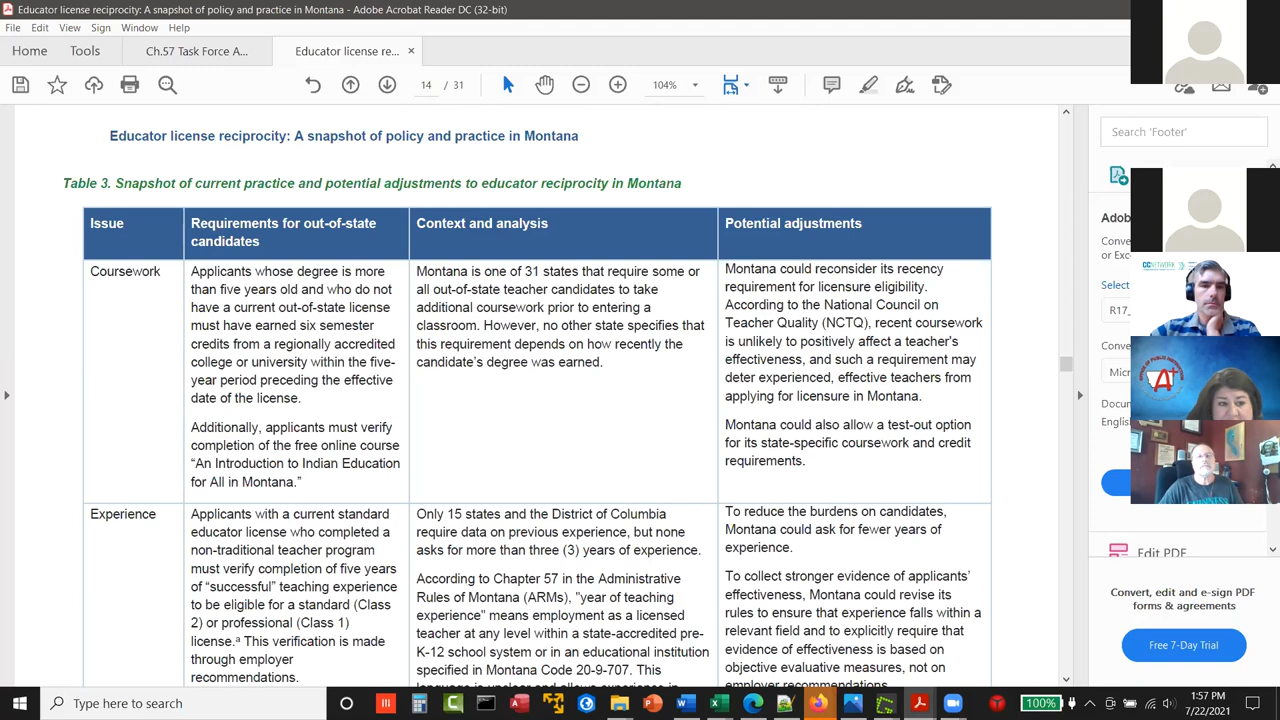 Educator license reciprocity: A snapshot of policy and practice in Montana - Adobe Acrobat Reader DC (32-bit)
File Edit View Sign Window Help
Home Tools Ch.57 Task Force A... Educator license re... ×
14 / 31 104%
Educator license reciprocity: A snapshot of policy and practice in Montana
Table 3. Snapshot of current practice and potential adjustments to educator reciprocity in Montana
Issue
Requirements for out-of-state
candidates
Context and analysis
Potential adjustments
Coursework
Applicants whose degree is more
than five years old and who do not
have a current out-of-state license
must have earned six semester
credits from a regionally accredited
college or university within the five-
year period preceding the effective
date of the license.
Additionally, applicants must verify
completion of the free online course
“An Introduction to Indian Education
for All in Montana.”
Montana is one of 31 states that require some or
all out-of-state teacher candidates to take
additional coursework prior to entering a
classroom. However, no other state specifies that
this requirement depends on how recently the
candidate’s degree was earned.
Montana could reconsider its recency
requirement for licensure eligibility.
According to the National Council on
Teacher Quality (NCTQ), recent coursework
is unlikely to positively affect a teacher's
effectiveness, and such a requirement may
deter experienced, effective teachers from
applying for licensure in Montana.
Montana could also allow a test-out option
for its state-specific coursework and credit
requirements.
Experience
Applicants with a current standard
educator license who completed a
non-traditional teacher program
must verify completion of five years
of “successful” teaching experience
to be eligible for a standard (Class
2) or professional (Class 1)
license.ª This verification is made
through employer
recommendations.
Only 15 states and the District of Columbia
require data on previous experience, but none
asks for more than three (3) years of experience.
According to Chapter 57 in the Administrative
Rules of Montana (ARMs), "year of teaching
experience" means employment as a licensed
teacher at any level within a state-accredited pre-
K-12 school system or in an educational institution
specified in Montana Code 20-9-707. This
language is unclear and allows experience in
To reduce the burdens on candidates,
Montana could ask for fewer years of
experience.
To collect stronger evidence of applicants’
effectiveness, Montana could revise its
rules to ensure that experience falls within a
relevant field and to explicitly require that
evidence of effectiveness is based on
objective evaluative measures, not on
employer recommendations.
Search 'Footer'
Adob
Conve
or Exc
Select
R17_
Conve
Micr
Docum
English
CCNETWORK
Edit PDF
Convert, edit and e-sign PDF
forms & agreements
Free 7-Day Trial
Type here to search
100%
1:57 PM
7/22/2021